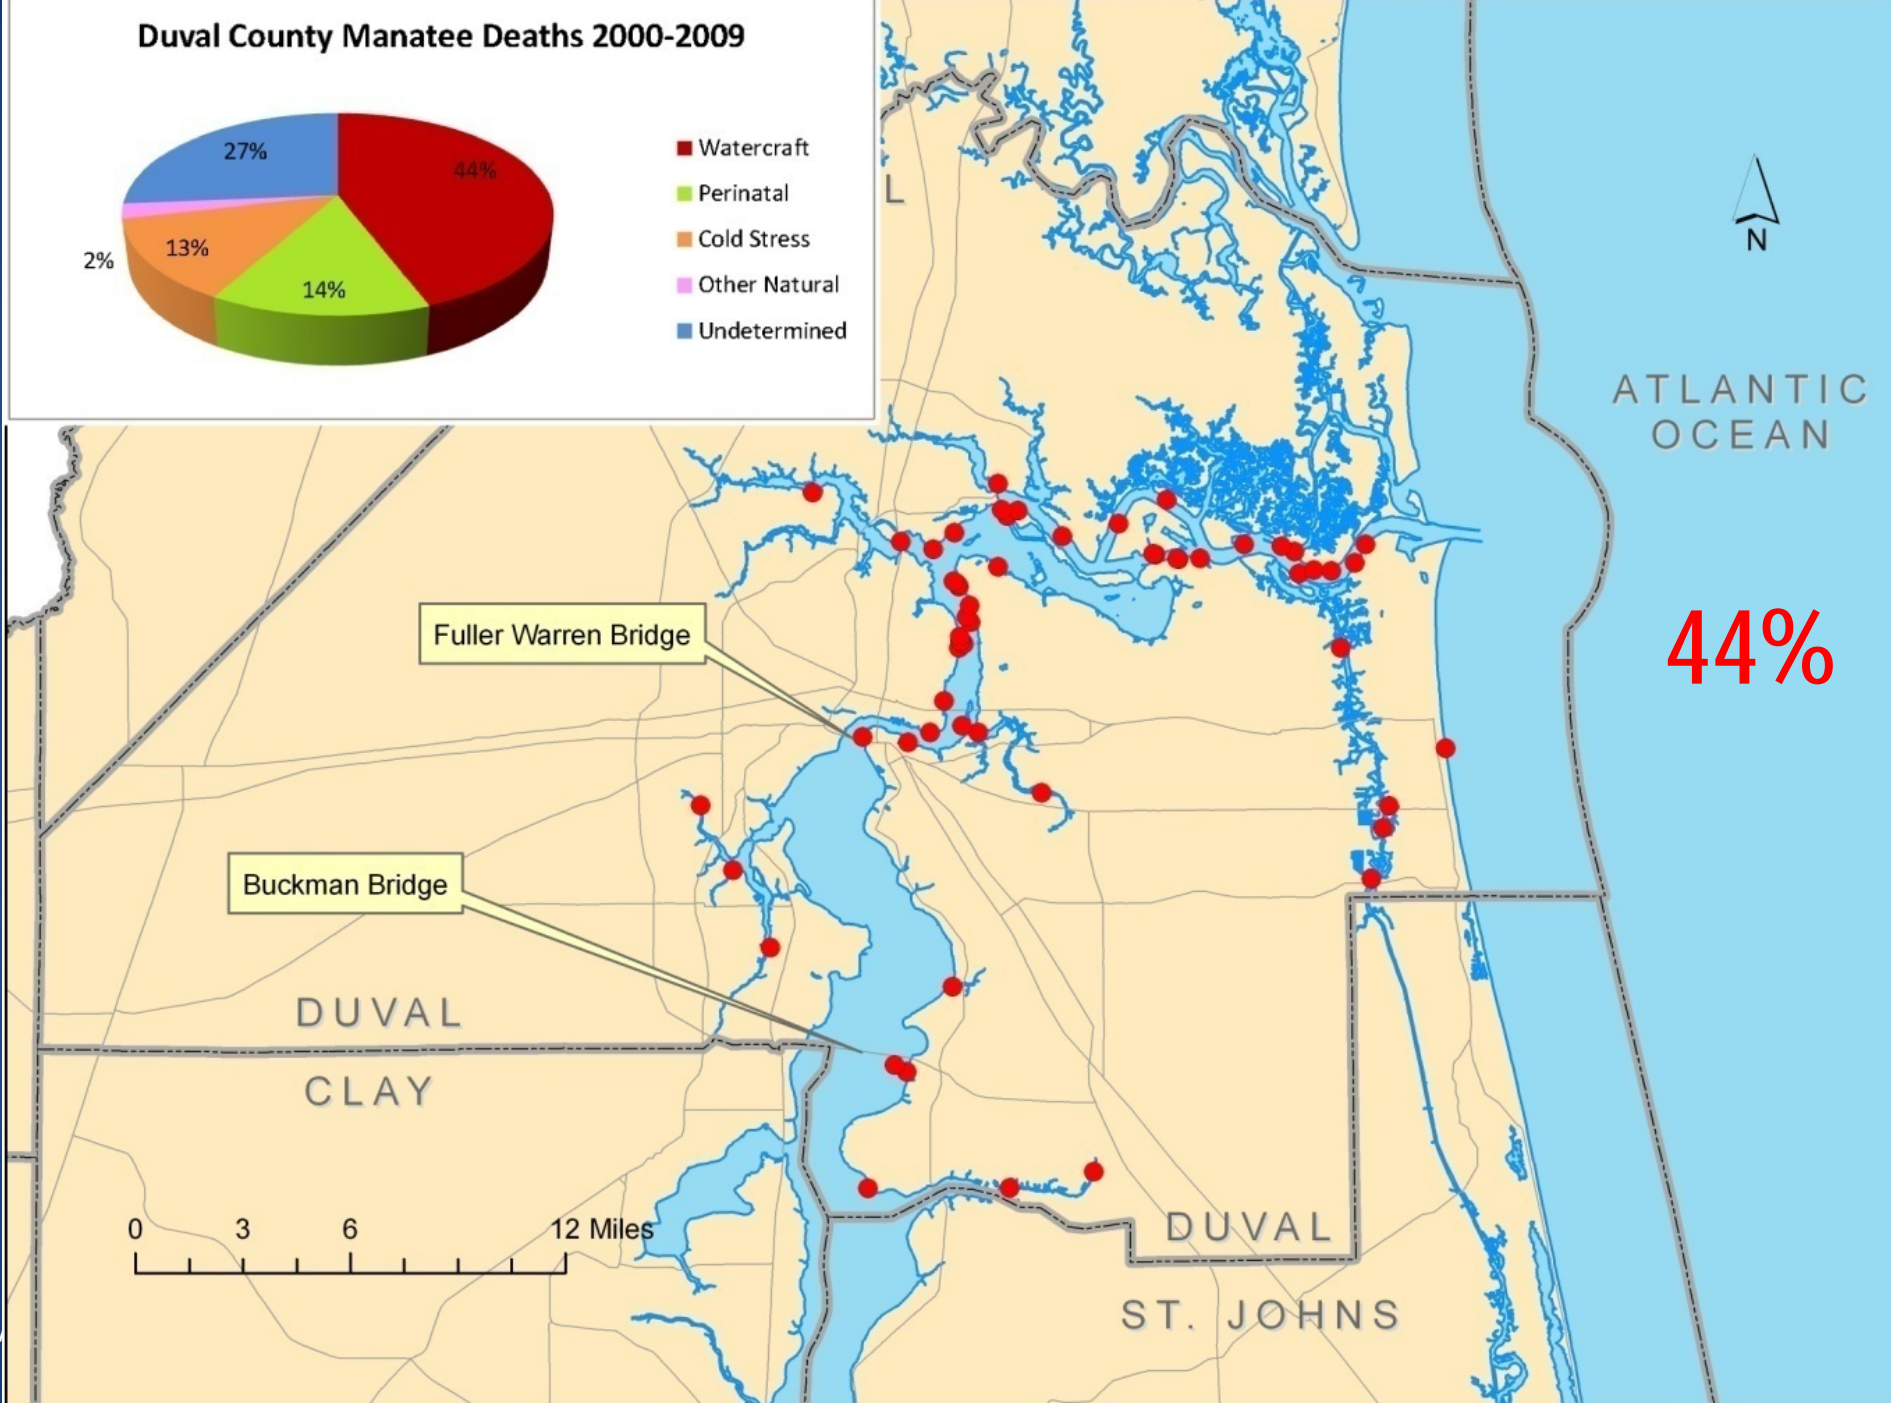 Duval County Manatee Deaths 2000-2009
27%
44%
13%
2%
14%
Watercraft
Perinatal
Cold Stress
Other Natural
Undetermined
L
N
ATLANTIC
OCEAN
44%
Fuller Warren Bridge
Buckman Bridge
DUVAL
CLAY
0 3 6 12 Miles
DUVAL
ST. JOHNS